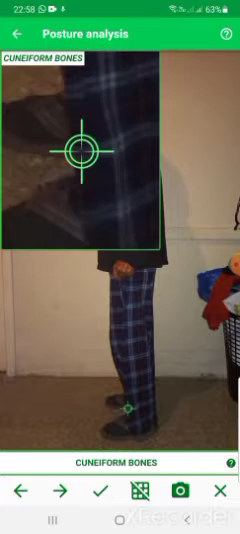 22:58 63%
Posture analysis
CUNEIFORM BONES
CUNEIFORM BONES
XRecorder